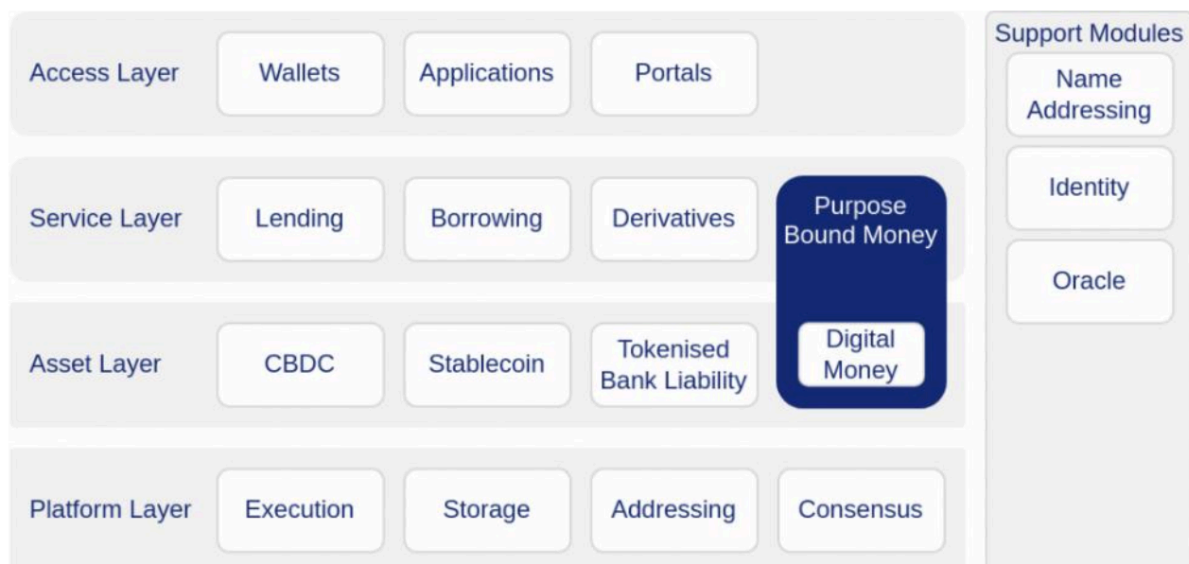 Access Layer
Wallets
Applications
Portals
Service Layer
Lending
Borrowing
Derivatives
Purpose
Bound Money
Asset Layer
CBDC
Stablecoin
Tokenised
Bank Liability
Digital
Money
Platform Layer
Execution
Storage
Addressing
Consensus
Support Modules
Name
Addressing
Identity
Oracle